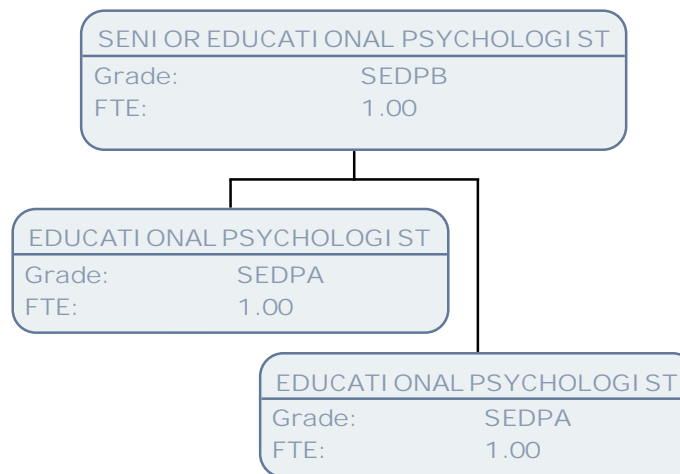 SENIOR EDUCATIONAL PSYCHOLOGIST
Grade: SEDPB
FTE: 1.00
EDUCATIONAL PSYCHOLOGIST
Grade: SEDPA
FTE: 1.00
EDUCATIONAL PSYCHOLOGIST
Grade: SEDPA
FTE: 1.00